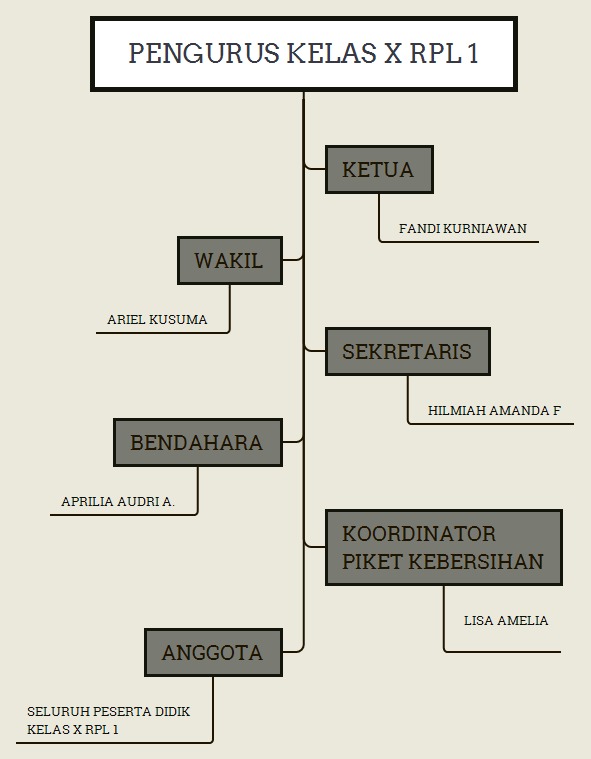 PENGURUS KELAS X RPL 1
KETUA
FANDI KURNIAWAN
WAKIL
ARIEL KUSUMA
SEKRETARIS
HILMIAH AMANDA F
BENDAHARA
APRILIA AUDRI A.
KOORDINATOR
PIKET KEBERSIHAN
LISA AMELIA
ANGGOTA
SELURUH PESERTA DIDIK
KELAS X RPL 1